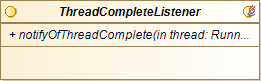 ThreadCompleteListener
+ notifyOfThreadComplete(in thread: Runn...